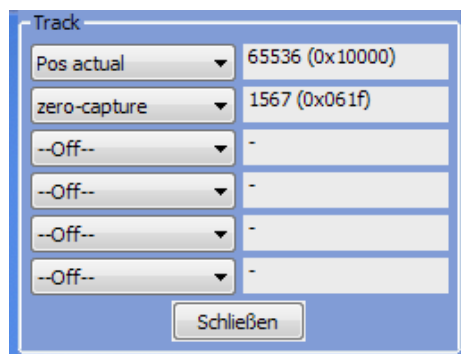 Track
Pos actual 65536 (0x10000)
zero-capture 1567 (0x061f)
--Off-- -
--Off-- -
--Off-- -
--Off-- -
Schließen